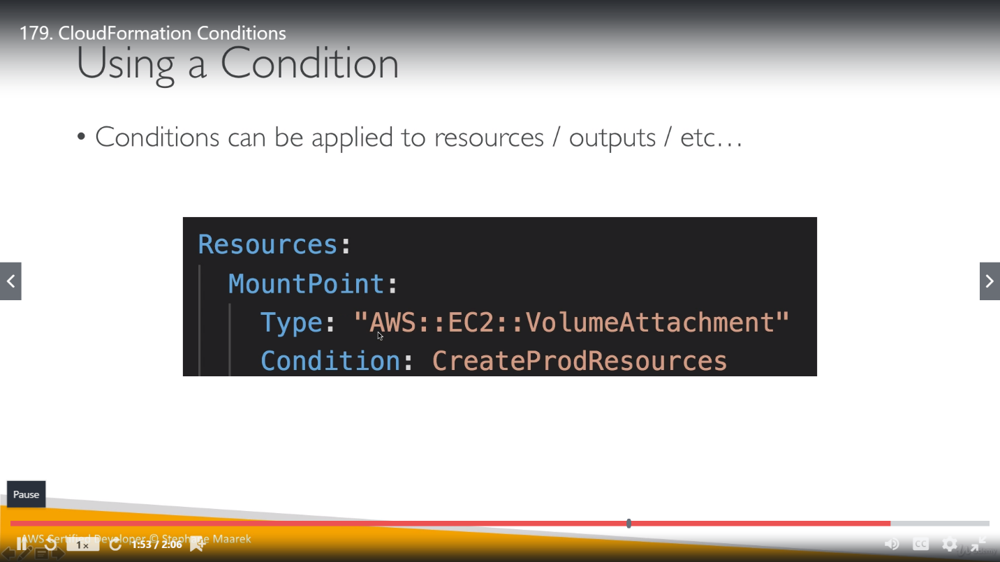 179. CloudFormation Conditions
Using a Condition
• Conditions can be applied to resources / outputs / etc…
Resources:
MountPoint:
Type: "AWS::EC2::VolumeAttachment"
Condition: CreateProdResources
Pause
AWS Certified Developer © Stephane Maarek
1x
1:53 / 2:06
CC
Udemy